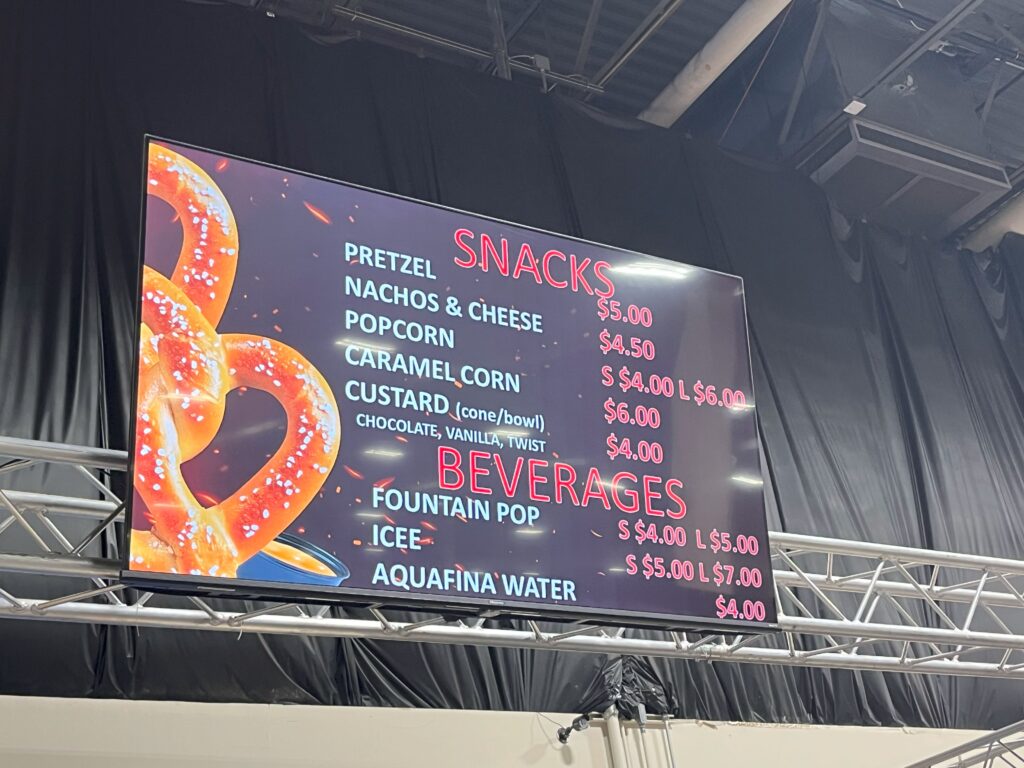 SNACKS
PRETZEL $5.00
NACHOS & CHEESE $4.50
POPCORN S $4.00 L $6.00
CARAMEL CORN $6.00
CUSTARD (cone/bowl) $4.00
CHOCOLATE, VANILLA, TWIST
BEVERAGES
FOUNTAIN POP S $4.00 L $5.00
ICEE S $5.00 L $7.00
AQUAFINA WATER $4.00